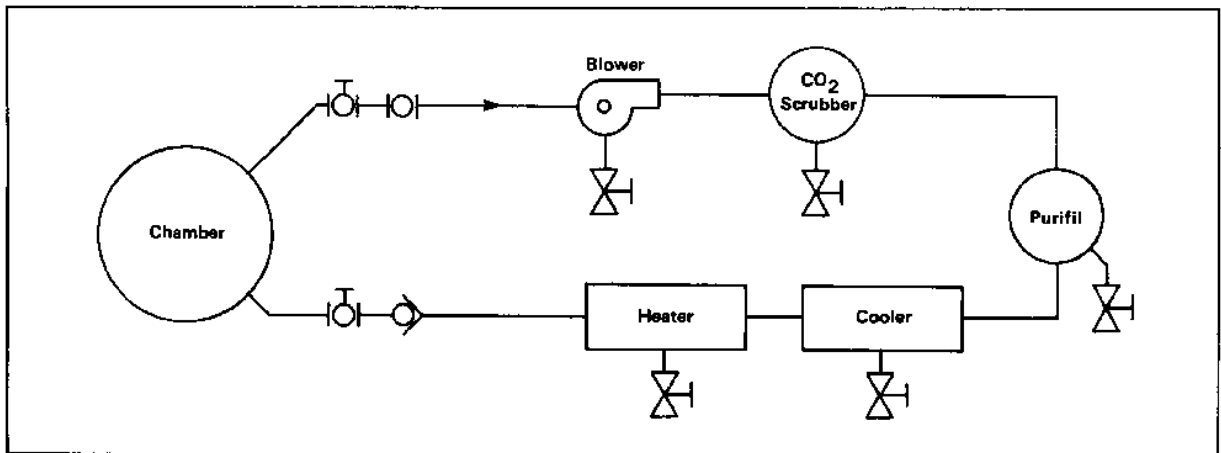 Blower
CO₂
Scrubber
Chamber
Purifil
Heater
Cooler